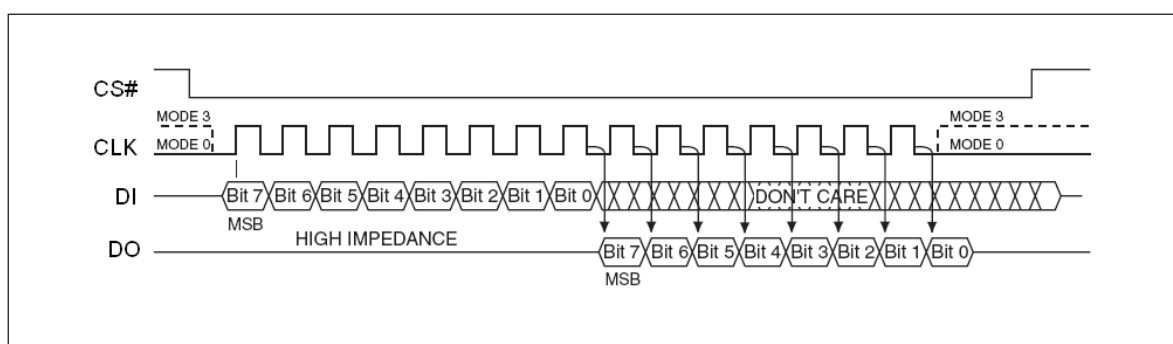 CS#
MODE 3
MODE 3
CLK
MODE 0
MODE 0
DI
Bit 7 Bit 6 Bit 5 Bit 4 Bit 3 Bit 2 Bit 1 Bit 0
DON'T CARE
MSB
HIGH IMPEDANCE
DO
Bit 7 Bit 6 Bit 5 Bit 4 Bit 3 Bit 2 Bit 1 Bit 0
MSB